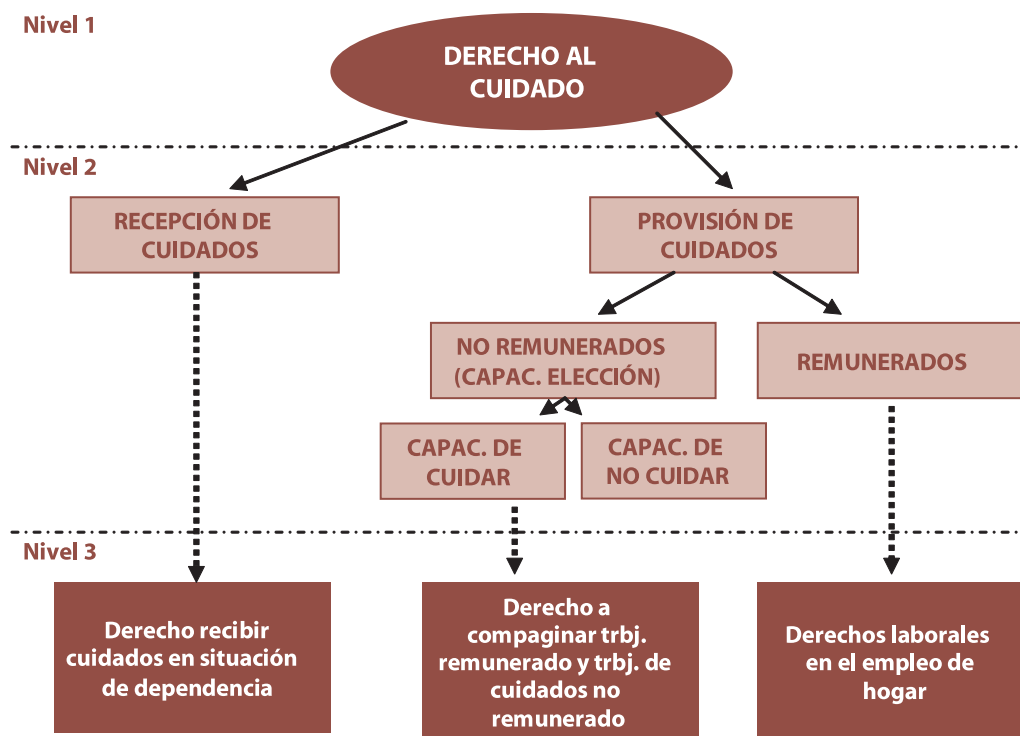 Nivel 1
DERECHO AL
CUIDADO
Nivel 2
RECEPCIÓN DE
CUIDADOS
PROVISIÓN DE
CUIDADOS
NO REMUNERADOS
(CAPAC. ELECCIÓN)
REMUNERADOS
CAPAC. DE
CUIDAR
CAPAC. DE
NO CUIDAR
Nivel 3
Derecho recibir
cuidados en situación
de dependencia
Derecho a
compaginar trbj.
remunerado y trbj. de
cuidados no
remunerado
Derechos laborales
en el empleo de
hogar